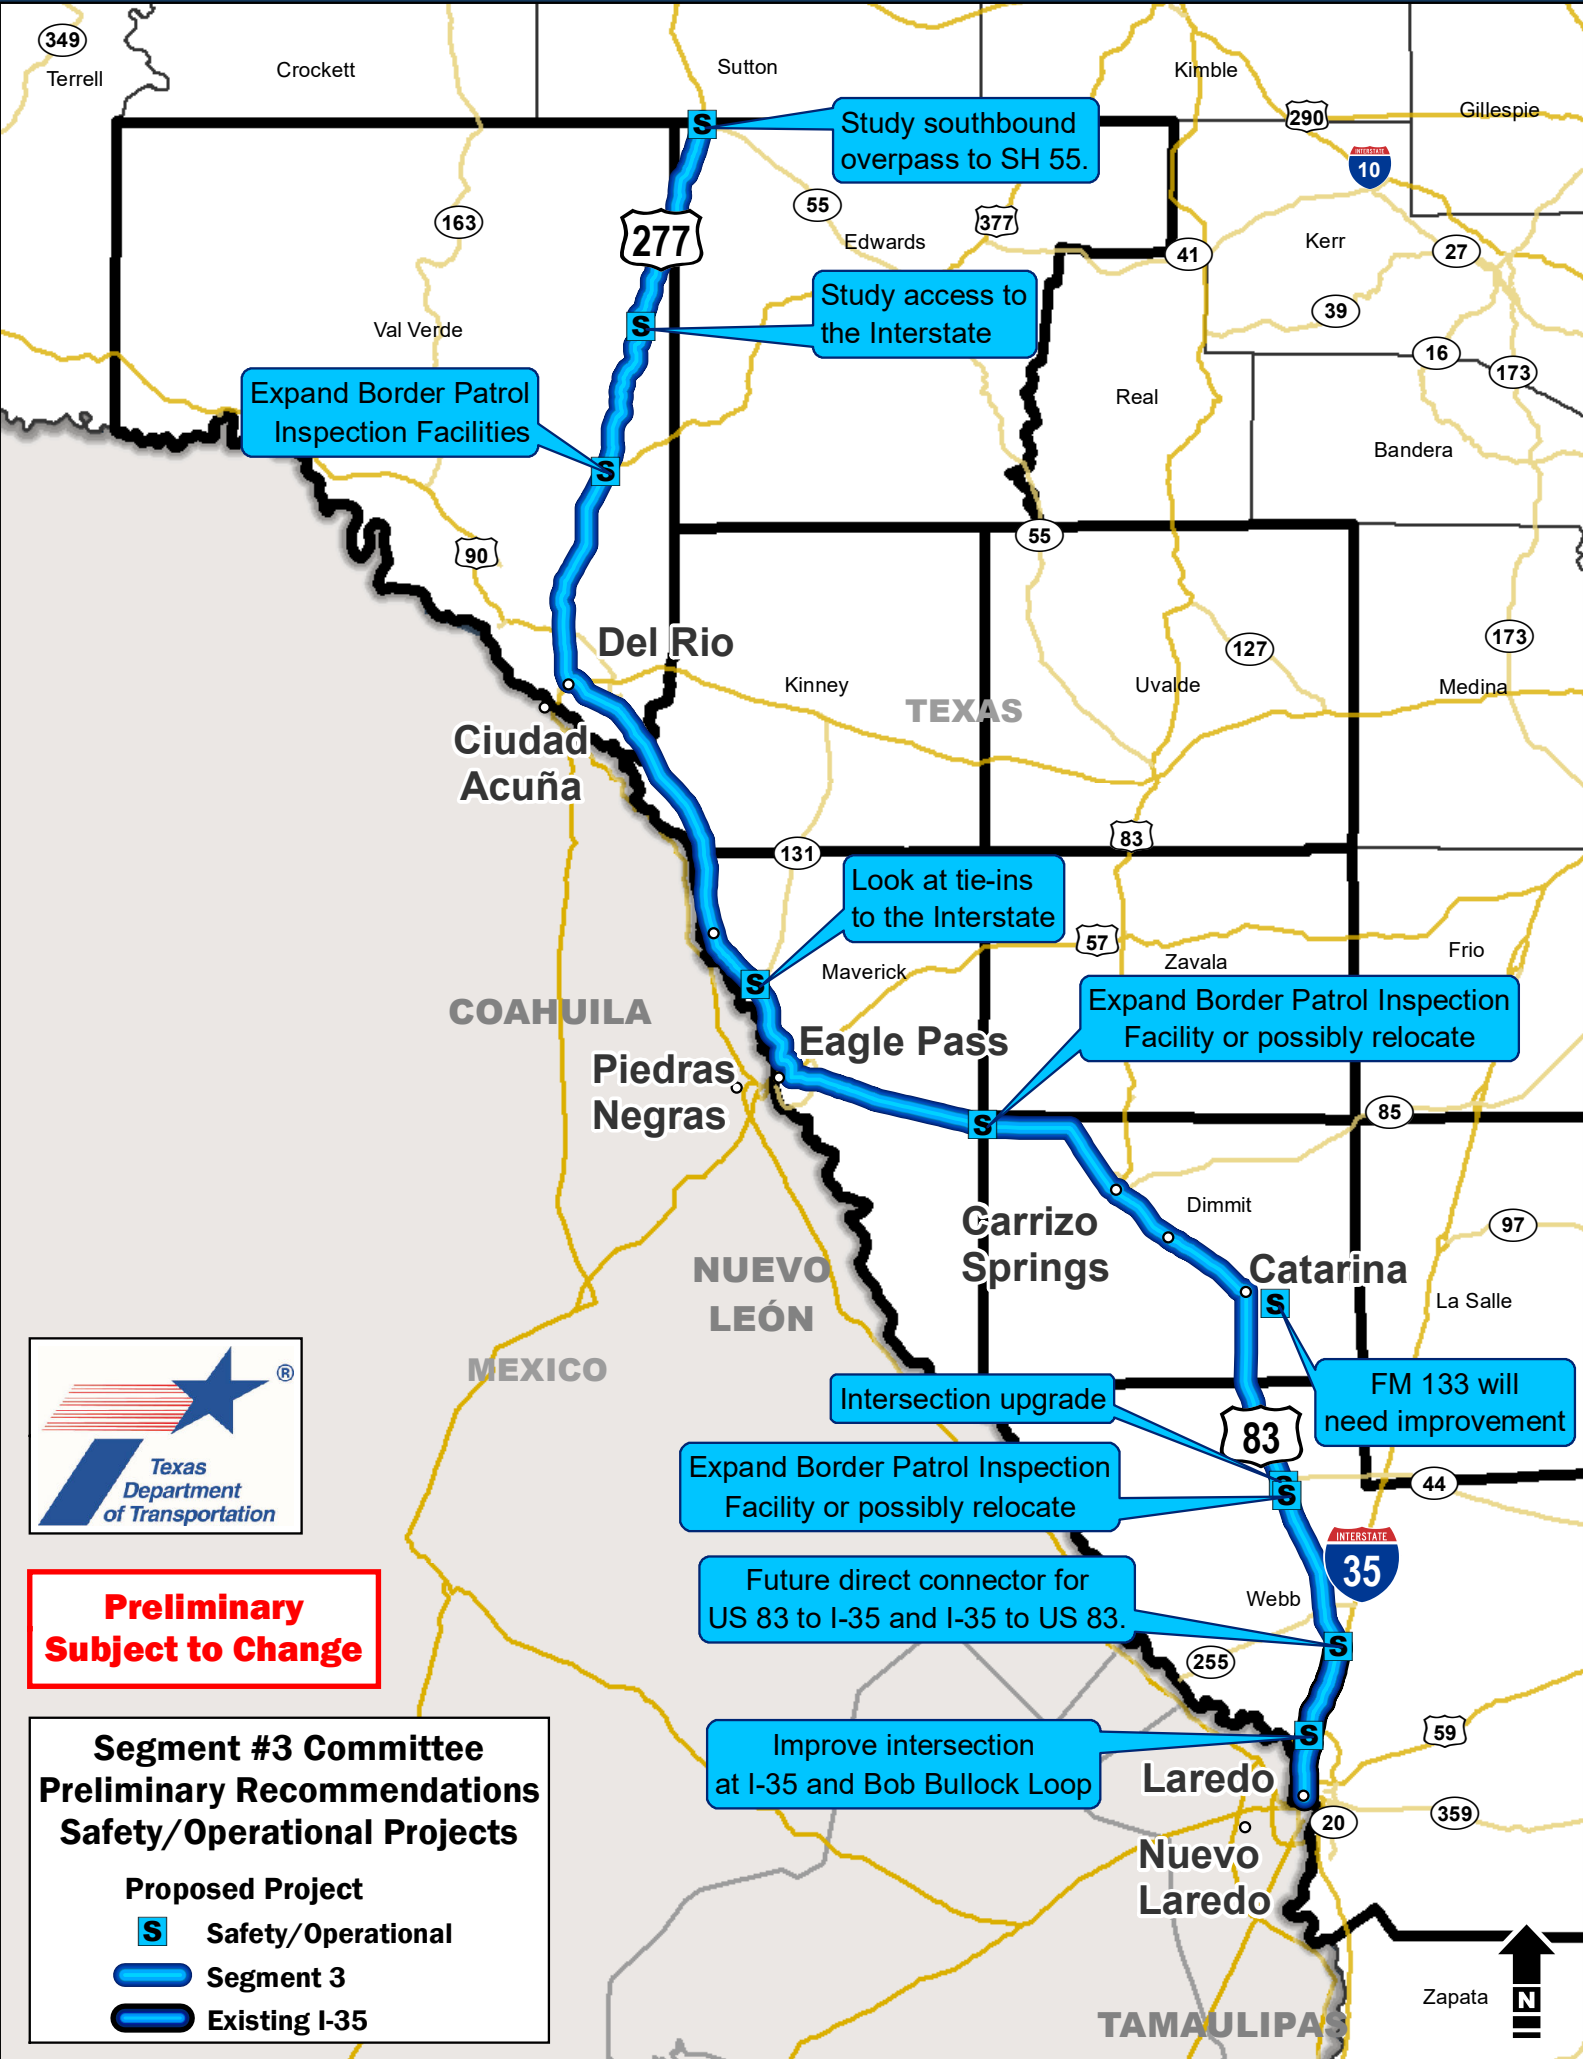 349
Terrell
Crockett
Sutton
Kimble
Gillespie
290
INTERSTATE
10
S
Study southbound
overpass to SH 55.
163
55
377
277
Edwards
41
Kerr
27
39
Val Verde
S
Study access to
the Interstate
16
173
Real
Expand Border Patrol
Inspection Facilities
S
Bandera
90
55
Del Rio
127
173
Kinney
TEXAS
Uvalde
Medina
Ciudad
Acuña
83
131
Look at tie-ins
to the Interstate
57
Frio
Zavala
Maverick
S
COAHUILA
Expand Border Patrol Inspection
Facility or possibly relocate
Eagle Pass
Piedras
Negras
S
85
Dimmit
Carrizo
Springs
97
NUEVO
LEÓN
Catarina
S
La Salle
MEXICO
®
Texas
Department
of Transportation
Intersection upgrade
FM 133 will
need improvement
83
Expand Border Patrol Inspection
Facility or possibly relocate
S
44
INTERSTATE
35
Preliminary
Subject to Change
Future direct connector for
US 83 to I-35 and I-35 to US 83.
Webb
S
255
Improve intersection
at I-35 and Bob Bullock Loop
S
59
Laredo
20
359
Nuevo
Laredo
Segment #3 Committee
Preliminary Recommendations
Safety/Operational Projects
Proposed Project
S Safety/Operational
Segment 3
Existing I-35
Zapata
N
TAMAULIPAS